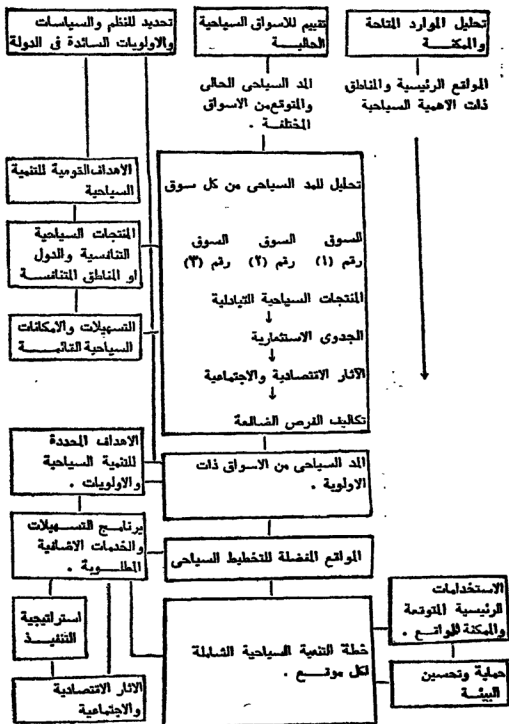 تحليل الموارد المتاحة
والممكنة
تقييم للاسواق السياحية
الحالية
تحديد للنظم والسياسات
والاولويات السائدة فى الدولة
المواقع الرئيسية والمناطق
ذات الاهمية السياحية
المد السياحى الحالى
والمتوقع من الاسواق
المختلفة .
تحليل للمد السياحى من كل سوق
السوق السوق السوق
رقم (١) رقم (٢) رقم (٣)
المنتجات السياحية التبادلية
الجدوى الاستثمارية
الآثار الاقتصادية والاجتماعية
تكاليف الفرص الضائعة
الاهداف القومية للتنمية
السياحية
المنتجات السياحية
التنافسية والدول
او المناطق المتنافسة
التسهيلات والامكانات
السياحية القائمة
المد السياحى من الاسواق ذات
الاولوية .
الاهداف المحددة
للتنمية السياحية
والاولويات .
المواقع المفضلة للتخطيط السياحى
برنامج التسهيلات
والخدمات الاضافية
المطلوبة .
خطة التنمية السياحية الشاملة
لكل موقع .
الاستخدامات
الرئيسية المتوقعة
والممكنة للواقع .
حماية وتحسين
البيئة
استراتيجية
التنفيذ
الاثار الاقتصادية
والاجتماعية